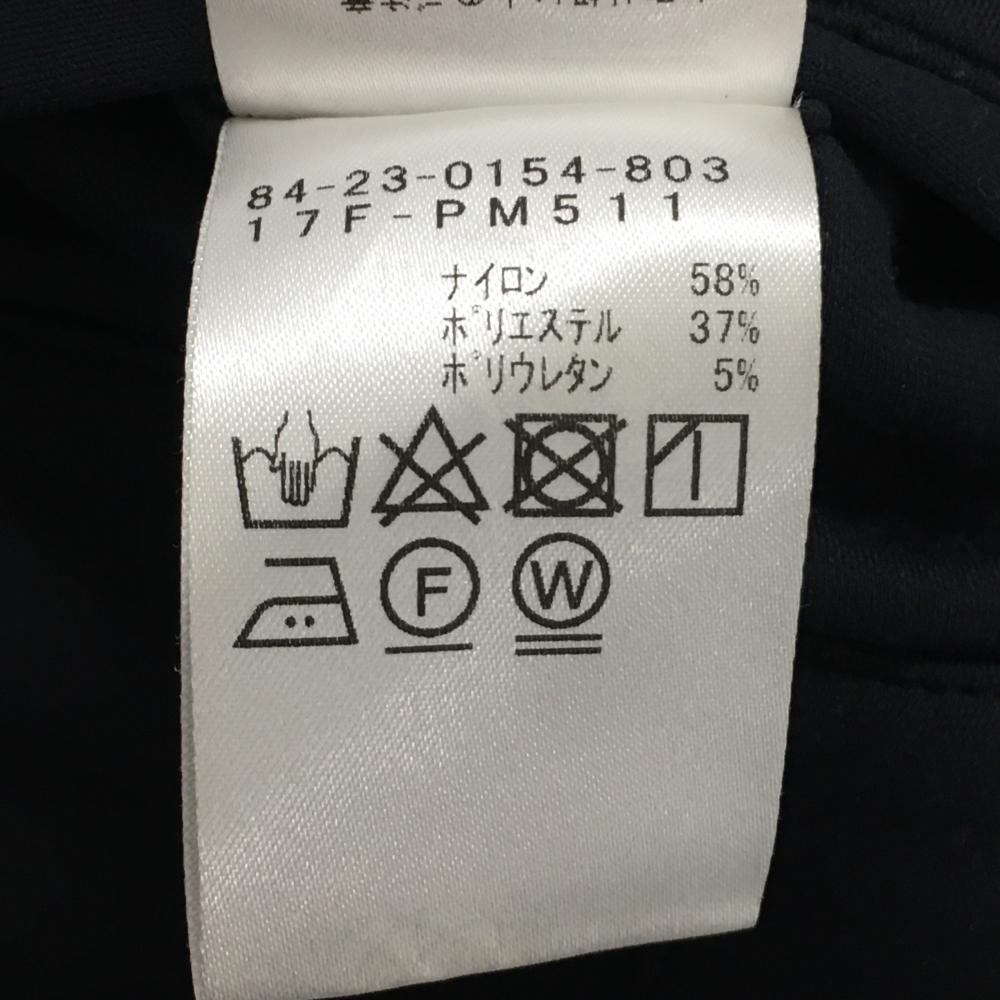 84-23-0154-803
17F-PM511
ナイロン 58%
ポリエステル 37%
ポリウレタン 5%
F W